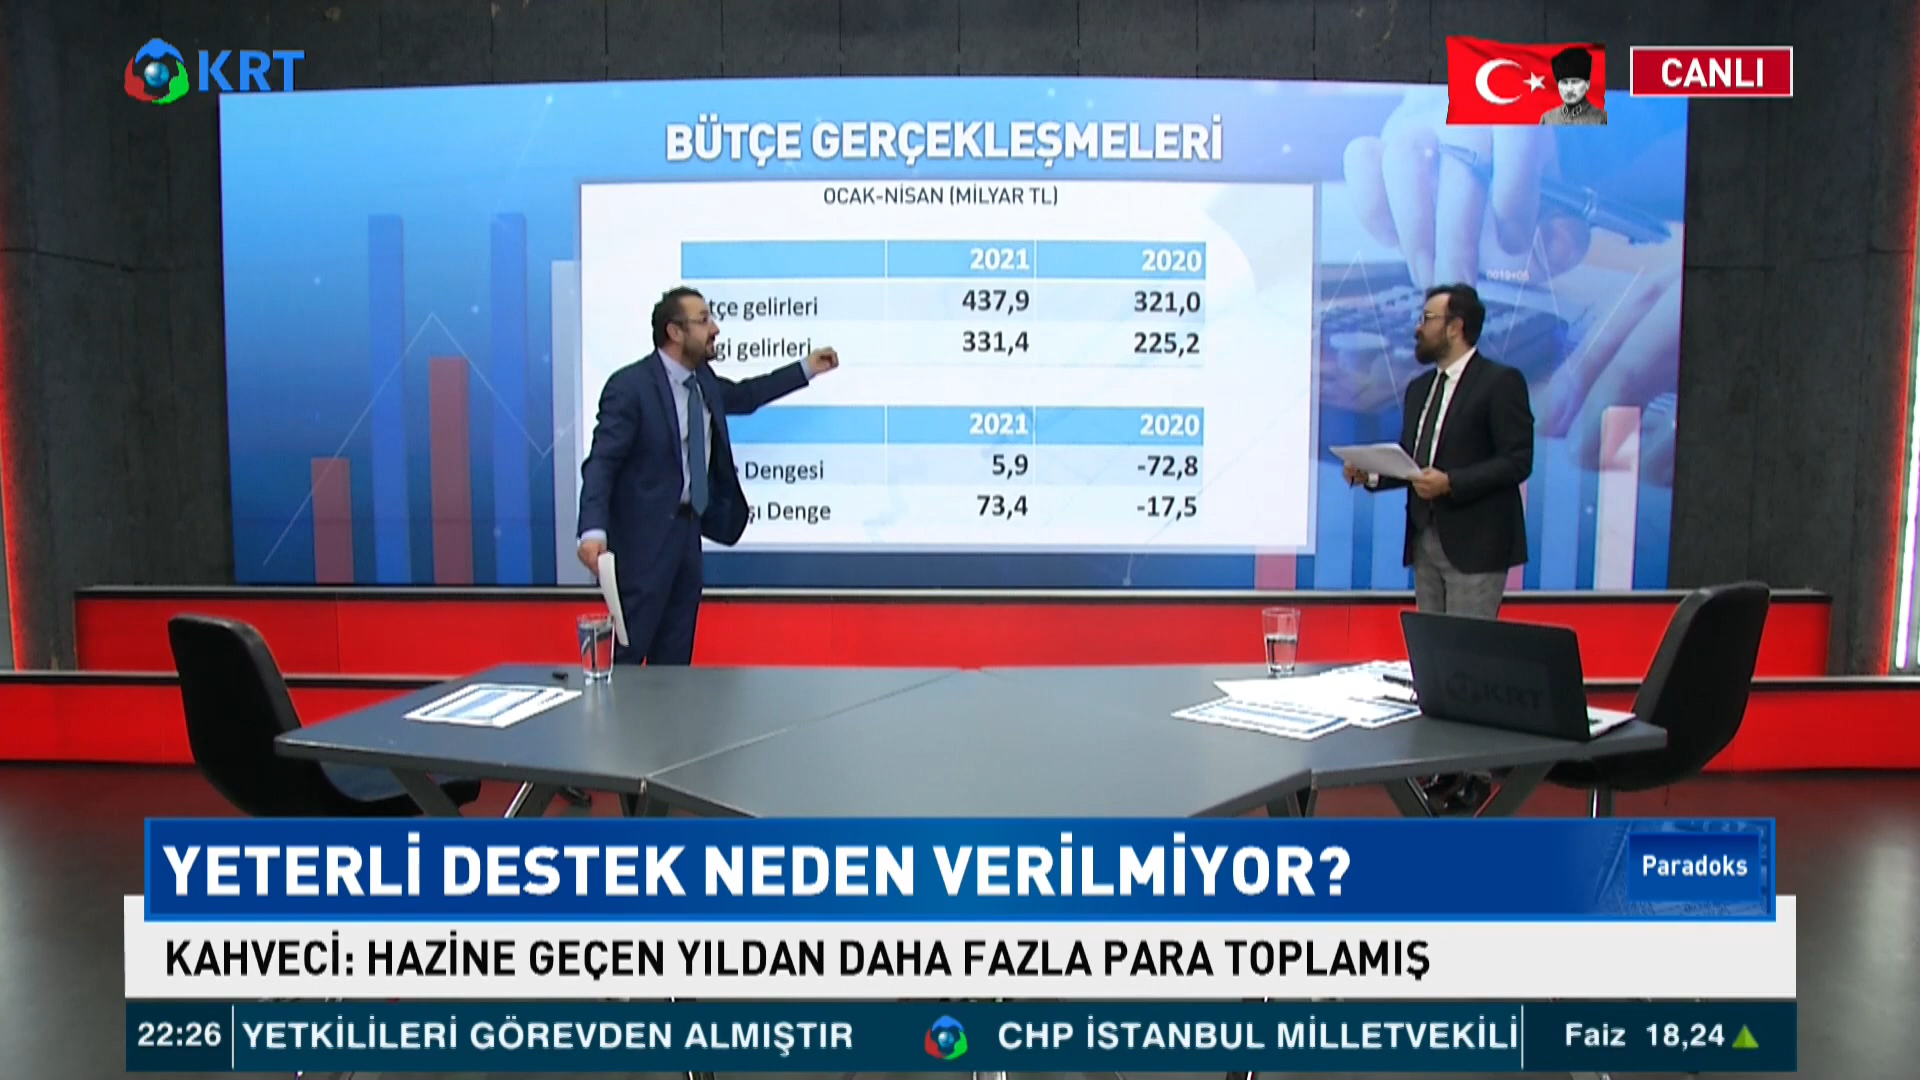 KRT
CANLI
BÜTÇE GERÇEKLEŞMELERİ
OCAK-NİSAN (MİLYAR TL)
2021 2020
gelirleri 437,9 321,0
gelirleri 331,4 225,2
2021 2020
Dengesi 5,9 -72,8
Denge 73,4 -17,5
KRT
YETERLİ DESTEK NEDEN VERİLMİYOR?
Paradoks
KAHVECİ: HAZİNE GEÇEN YILDAN DAHA FAZLA PARA TOPLAMIŞ
22:26 YETKİLİLERİ GÖREVDEN ALMIŞTIR CHP İSTANBUL MİLLETVEKİLİ Faiz 18,24